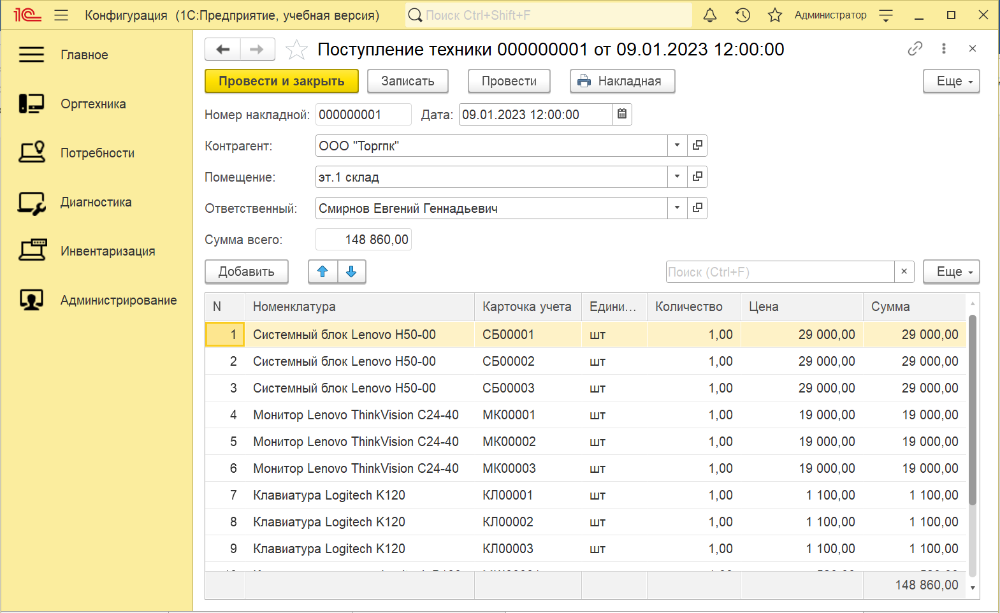 1С Конфигурация (1С:Предприятие, учебная версия) Поиск Ctrl+Shift+F Администратор
Главное
Оргтехника
Потребности
Диагностика
Инвентаризация
Администрирование
Поступление техники 000000001 от 09.01.2023 12:00:00
Провести и закрыть Записать Провести Накладная Еще
Номер накладной: 000000001 Дата: 09.01.2023 12:00:00
Контрагент: ООО "Торгпк"
Помещение: эт.1 склад
Ответственный: Смирнов Евгений Геннадьевич
Сумма всего: 148 860,00
Добавить Поиск (Ctrl+F) × Еще
N Номенклатура Карточка учета Едини... Количество Цена Сумма
1 Системный блок Lenovo H50-00 СБ00001 шт 1,00 29 000,00 29 000,00
2 Системный блок Lenovo H50-00 СБ00002 шт 1,00 29 000,00 29 000,00
3 Системный блок Lenovo H50-00 СБ00003 шт 1,00 29 000,00 29 000,00
4 Монитор Lenovo ThinkVision C24-40 МК00001 шт 1,00 19 000,00 19 000,00
5 Монитор Lenovo ThinkVision C24-40 МК00002 шт 1,00 19 000,00 19 000,00
6 Монитор Lenovo ThinkVision C24-40 МК00003 шт 1,00 19 000,00 19 000,00
7 Клавиатура Logitech K120 КЛ00001 шт 1,00 1 100,00 1 100,00
8 Клавиатура Logitech K120 КЛ00002 шт 1,00 1 100,00 1 100,00
9 Клавиатура Logitech K120 КЛ00003 шт 1,00 1 100,00 1 100,00
148 860,00